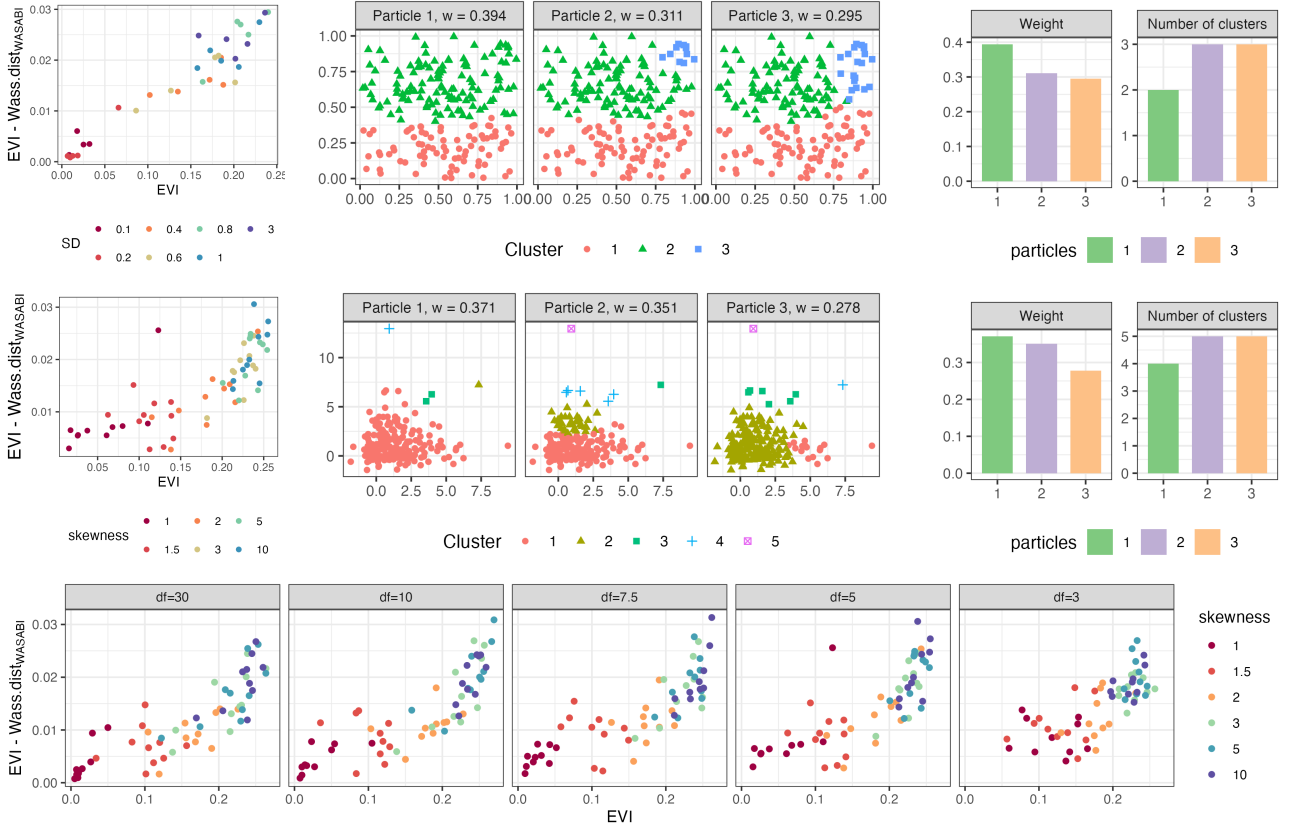 EVI - Wass.dist WASABI
0.03
0.02
0.01
0.00
0.00 0.05 0.10 0.15 0.20 0.25
EVI
SD
0.1 0.4 0.8 3
0.2 0.6 1
Particle 1, w = 0.394 Particle 2, w = 0.311 Particle 3, w = 0.295
1.00
0.75
0.50
0.25
0.00
0.00 0.25 0.50 0.75 1.00 0.00 0.25 0.50 0.75 1.00 0.00 0.25 0.50 0.75 1.00
Cluster 1 2 3
Weight Number of clusters
0.4
0.3
0.2
0.1
0.0
1 2 3
3
2
1
0
1 2 3
particles 1 2 3
EVI - Wass.dist WASABI
0.03
0.02
0.01
0.05 0.10 0.15 0.20 0.25
EVI
skewness
1 2 5
1.5 3 10
Particle 1, w = 0.371 Particle 2, w = 0.351 Particle 3, w = 0.278
10
5
0
0.0 2.5 5.0 7.5 0.0 2.5 5.0 7.5 0.0 2.5 5.0 7.5
Cluster 1 2 3 4 5
Weight Number of clusters
0.3
0.2
0.1
0.0
1 2 3
5
4
3
2
1
0
1 2 3
particles 1 2 3
df=30 df=10 df=7.5 df=5 df=3
EVI - Wass.dist WASABI
0.03
0.02
0.01
0.00
0.0 0.1 0.2 0.0 0.1 0.2 0.0 0.1 0.2 0.0 0.1 0.2 0.0 0.1 0.2
EVI
skewness
1
1.5
2
3
5
10